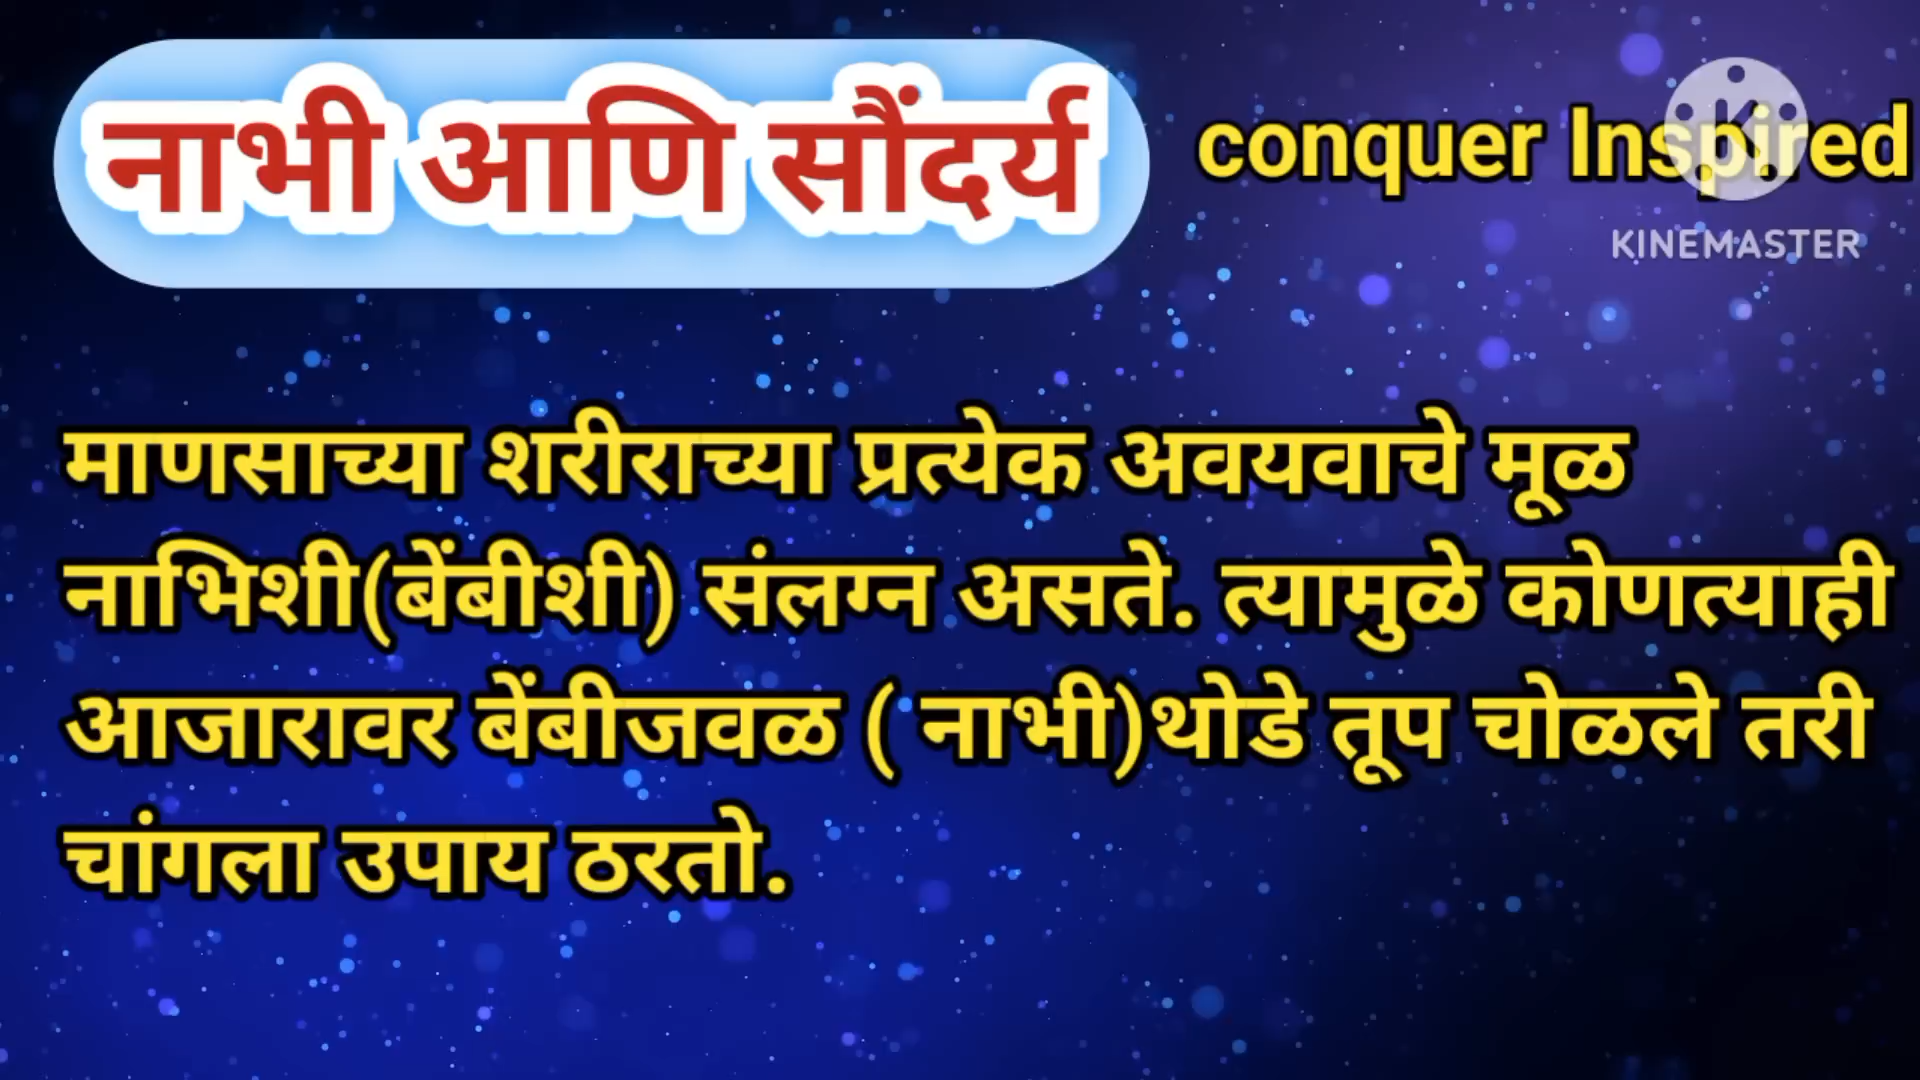 नाभी आणि सौंदर्य
conquer Inspired
KINEMASTER
माणसाच्या शरीराच्या प्रत्येक अवयवाचे मूळ
नाभिशी(बेंबीशी) संलग्न असते. त्यामुळे कोणत्याही
आजारावर बेंबीजवळ ( नाभी)थोडे तूप चोळले तरी
चांगला उपाय ठरतो.